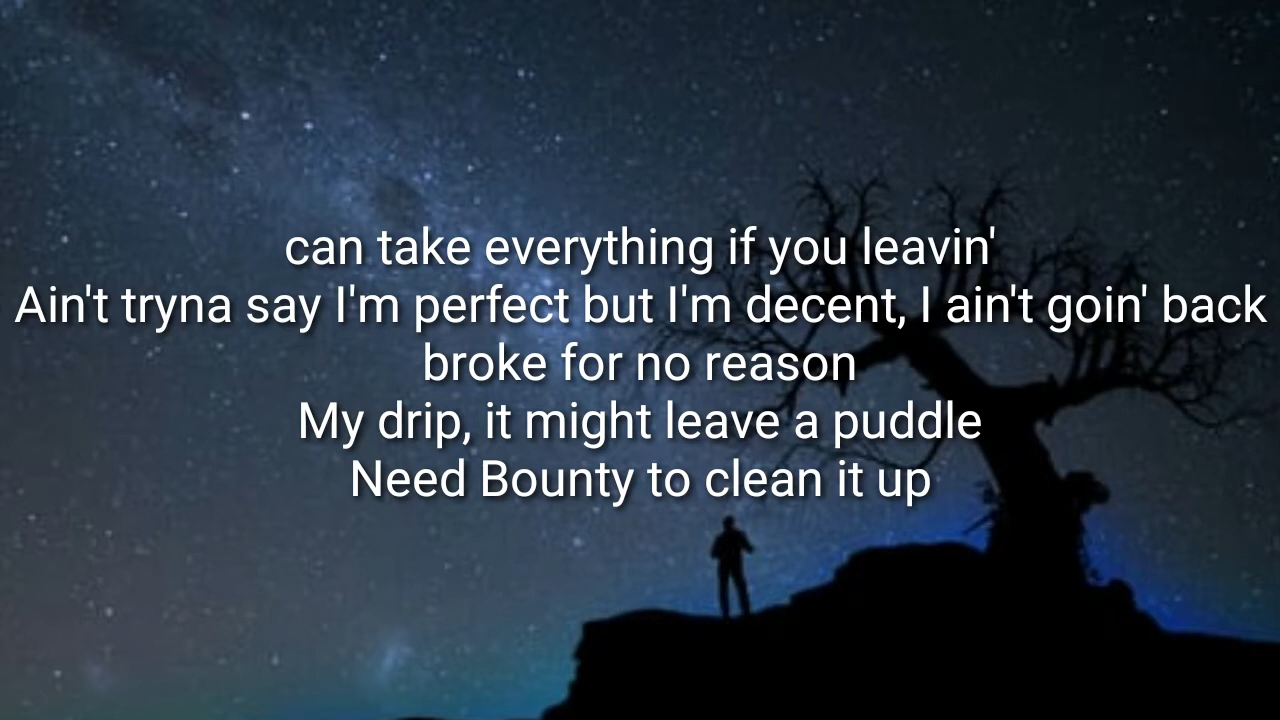 can take everything if you leavin'
Ain't tryna say I'm perfect but I'm decent, I ain't goin' back
broke for no reason
My drip, it might leave a puddle
Need Bounty to clean it up